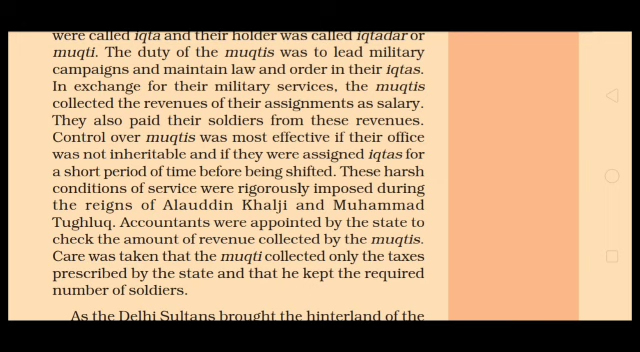 were called iqta and their holder was called iqtadar or
muqti. The duty of the muqtis was to lead military
campaigns and maintain law and order in their iqtas.
In exchange for their military services, the muqtis
collected the revenues of their assignments as salary.
They also paid their soldiers from these revenues.
Control over muqtis was most effective if their office
was not inheritable and if they were assigned iqtas for
a short period of time before being shifted. These harsh
conditions of service were rigorously imposed during
the reigns of Alauddin Khalji and Muhammad
Tughluq. Accountants were appointed by the state to
check the amount of revenue collected by the muqtis.
Care was taken that the muqti collected only the taxes
prescribed by the state and that he kept the required
number of soldiers.
As the Delhi Sultans brought the hinterland of the